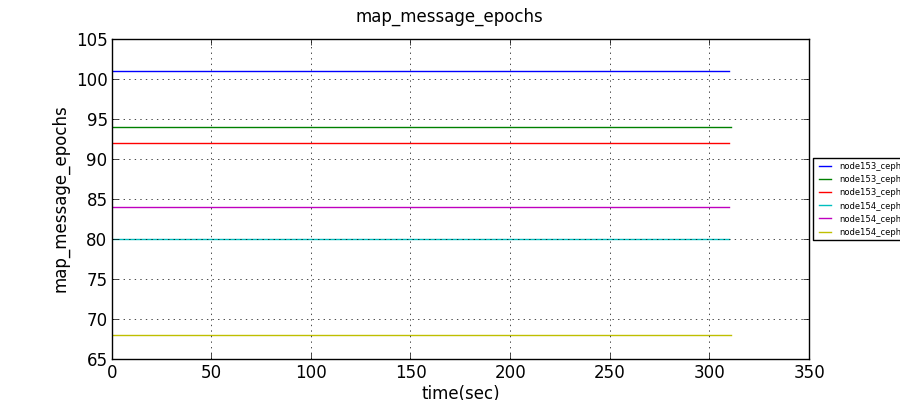 map_message_epochs
105
100
95
90
85
80
75
70
65
map_message_epochs
0 50 100 150 200 250 300 350
time(sec)
node153_ceph
node153_ceph
node153_ceph
node154_ceph
node154_ceph
node154_ceph